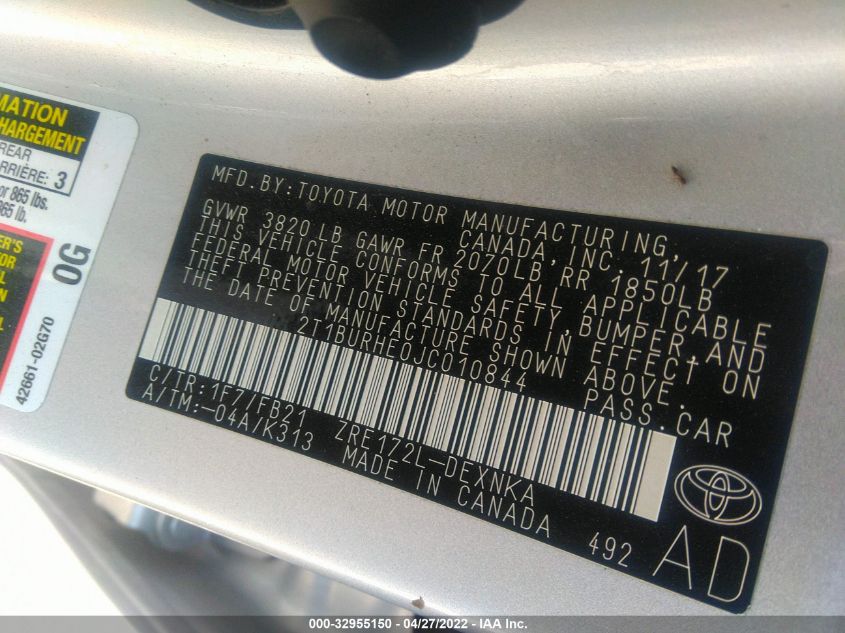 MATION
HARGEMENT
REAR
ARRIÈRE: 3
or 865 lbs.
865 lb.
0G
42661-02G70
MFD. BY: TOYOTA MOTOR MANUFACTURING,
CANADA, INC. 11/17
GVWR 3820 LB GAWR FR 2070LB RR 1850LB
THIS VEHICLE CONFORMS TO ALL APPLICABLE
FEDERAL MOTOR VEHICLE SAFETY, BUMPER, AND
THEFT PREVENTION STANDARDS IN EFFECT ON
THE DATE OF MANUFACTURE SHOWN ABOVE.
2T1BURHE0JC010844 PASS. CAR
C/TR: 1F7/FB21 ZRE172L-DEXNKA
A/TM: -04A/K313 MADE IN CANADA 492
AD
000-32955150 - 04/27/2022 - IAA Inc.